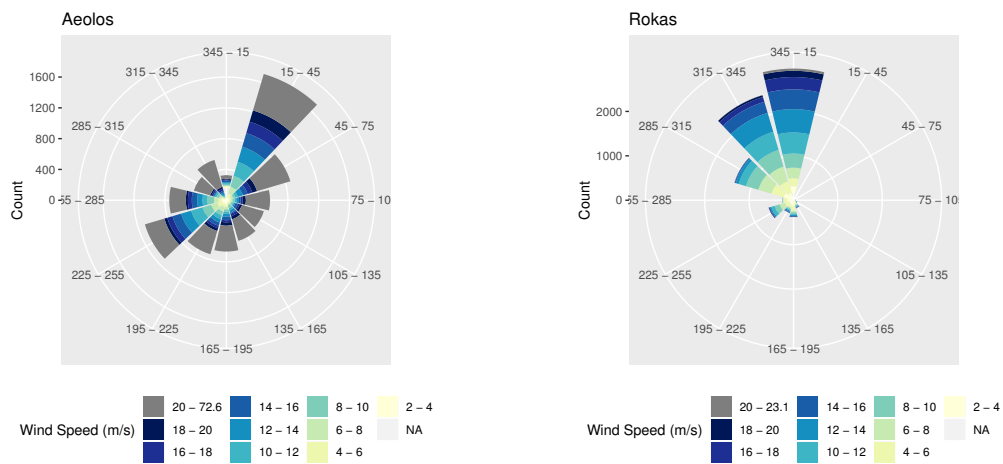 Aeolos
Rokas
345 − 15
15 − 45
45 − 75
75 − 10
105 − 135
135 − 165
165 − 195
195 − 225
225 − 255
55 − 285
285 − 315
315 − 345
1600
1200
800
400
0
Count
345 − 15
15 − 45
45 − 75
75 − 10
105 − 135
135 − 165
165 − 195
195 − 225
225 − 255
55 − 285
285 − 315
315 − 345
2000
1000
0
Count
Wind Speed (m/s)
20 − 72.6
18 − 20
16 − 18
14 − 16
12 − 14
10 − 12
8 − 10
6 − 8
4 − 6
2 − 4
NA
Wind Speed (m/s)
20 − 23.1
18 − 20
16 − 18
14 − 16
12 − 14
10 − 12
8 − 10
6 − 8
4 − 6
2 − 4
NA